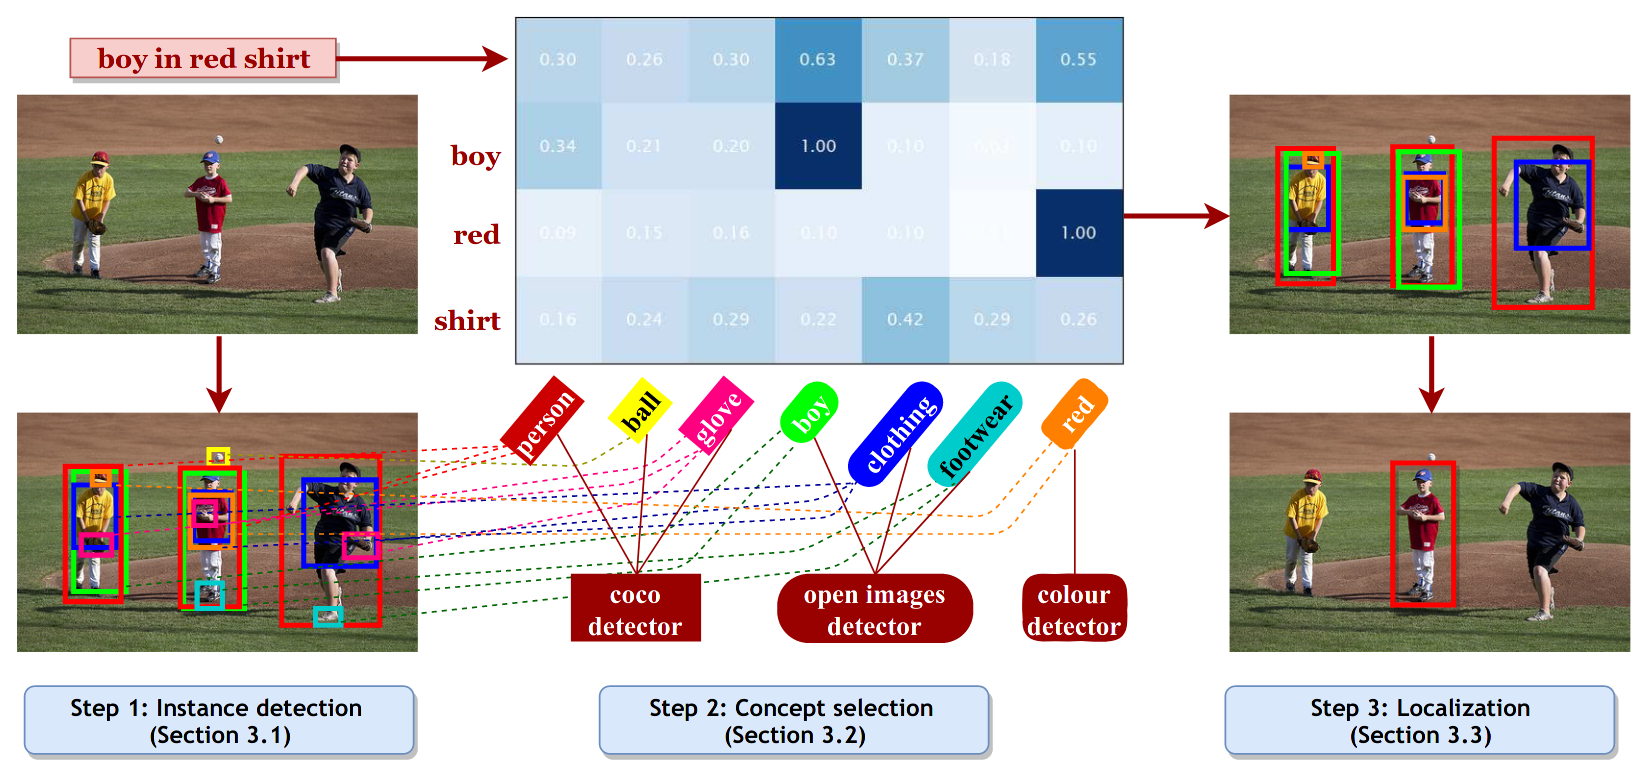 boy in red shirt
0.30 0.26 0.30 0.63 0.37 0.18 0.55
boy 0.34 0.21 0.20 1.00 0.10 0.10
red 0.09 0.15 0.16 0.10 0.10 1.00
shirt 0.16 0.24 0.29 0.22 0.42 0.29 0.26
person ball glove boy clothing footwear red
coco
detector
open images
detector
colour
detector
Step 1: Instance detection
(Section 3.1)
Step 2: Concept selection
(Section 3.2)
Step 3: Localization
(Section 3.3)